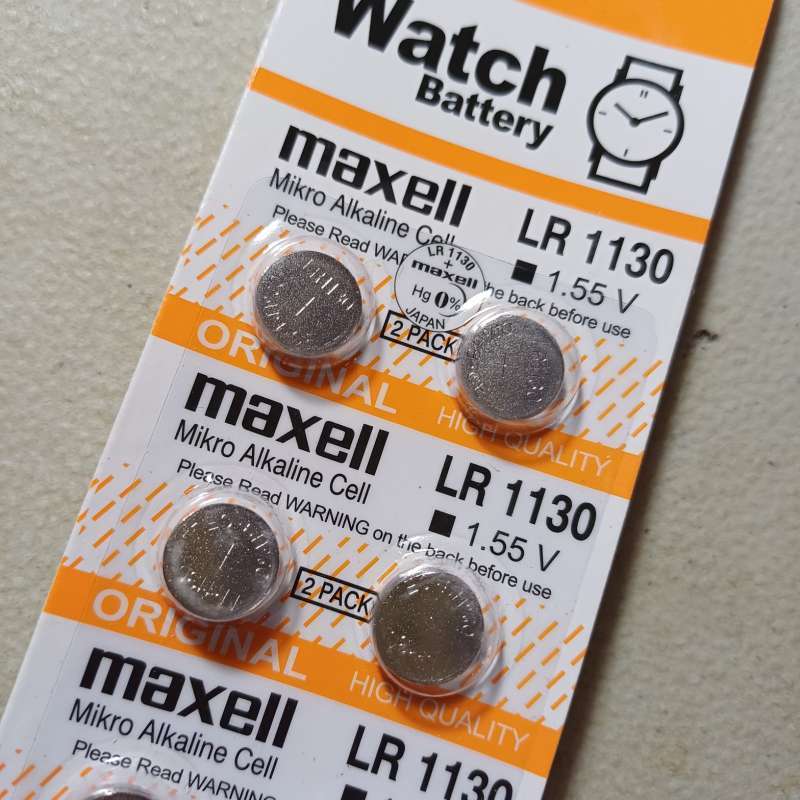 Watch
Battery
maxell
Mikro Alkaline Cell
LR 1130
Please Read
the back before use
1.55 V
LR 1130
+
maxell
Hg 0%
JAPAN
2 PACK
ORIGINAL
HIGH QUALITY
maxell
Mikro Alkaline Cell
LR 1130
Please Read WARNING on the back before use
1.55 V
2 PACK
ORIGINAL
HIGH QUALITY
maxell
Mikro Alkaline Cell
LR 1130
Please Read WARNING